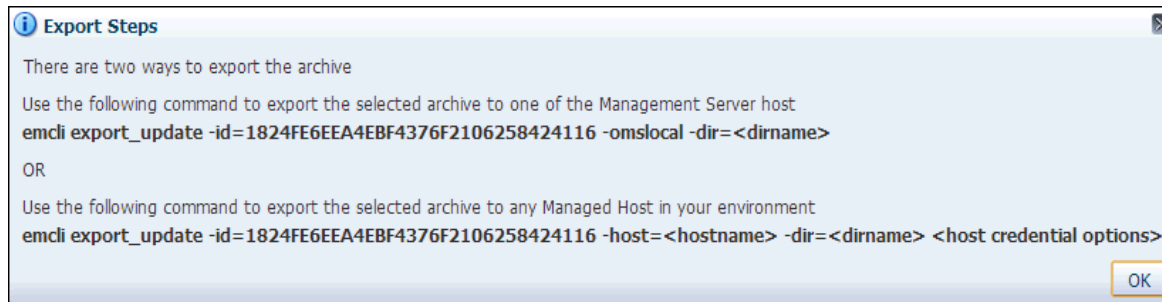 Export Steps
There are two ways to export the archive
Use the following command to export the selected archive to one of the Management Server host
emcli export_update -id=1824FE6EEA4EBF4376F2106258424116 -omslocal -dir=<dirname>
OR
Use the following command to export the selected archive to any Managed Host in your environment
emcli export_update -id=1824FE6EEA4EBF4376F2106258424116 -host=<hostname> -dir=<dirname> <host credential options>
OK